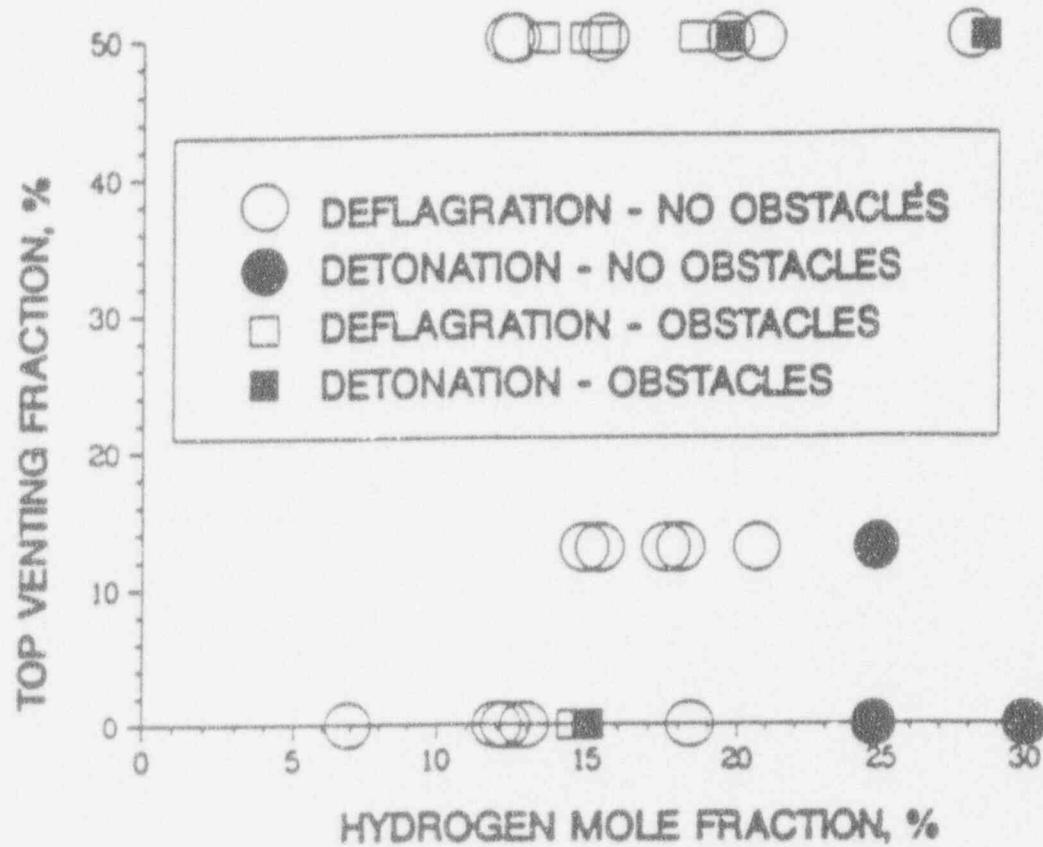 TOP VENTING FRACTION, %
50
40
30
20
10
0
DEFLAGRATION - NO OBSTACLES
DETONATION - NO OBSTACLES
DEFLAGRATION - OBSTACLES
DETONATION - OBSTACLES
0 5 10 15 20 25 30
HYDROGEN MOLE FRACTION, %